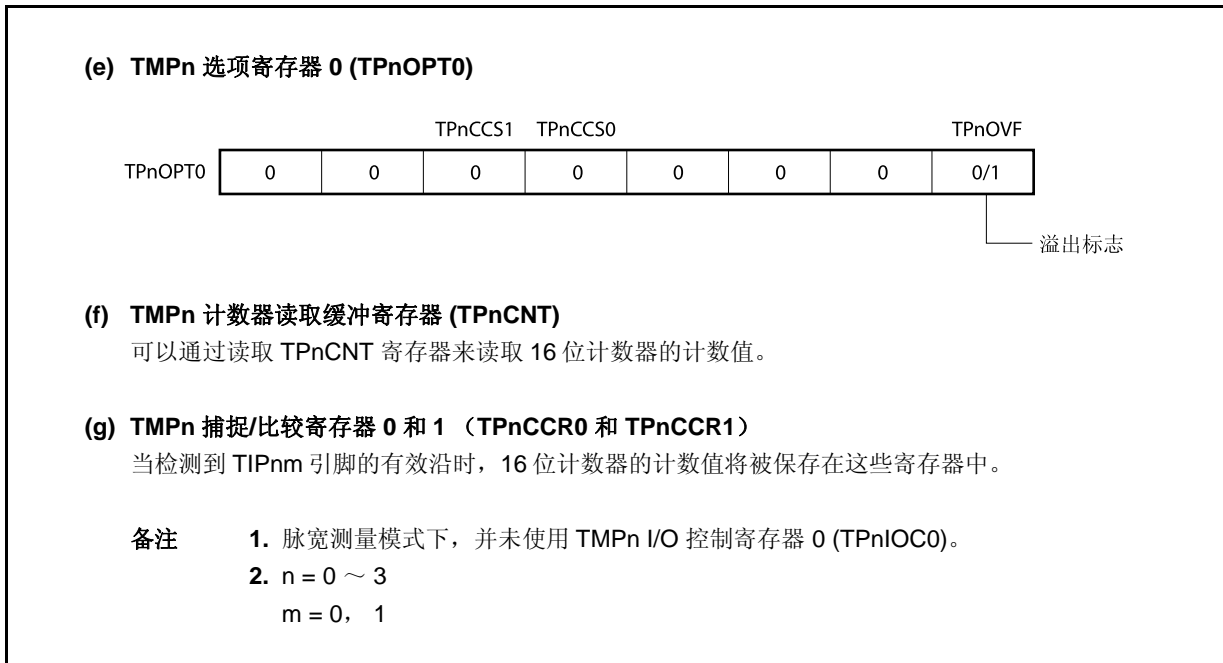 (e) TMPn 选项寄存器 0 (TPnOPT0)
TPnCCS1 TPnCCS0 TPnOVF
TPnOPT0 0 0 0 0 0 0 0 0/1
溢出标志
(f) TMPn 计数器读取缓冲寄存器 (TPnCNT)
可以通过读取 TPnCNT 寄存器来读取 16 位计数器的计数值。
(g) TMPn 捕捉/比较寄存器 0 和 1 （TPnCCR0 和 TPnCCR1）
当检测到 TIPnm 引脚的有效沿时，16 位计数器的计数值将被保存在这些寄存器中。
备注 1. 脉宽测量模式下，并未使用 TMPn I/O 控制寄存器 0 (TPnIOC0)。
2. n = 0 ～ 3
m = 0， 1